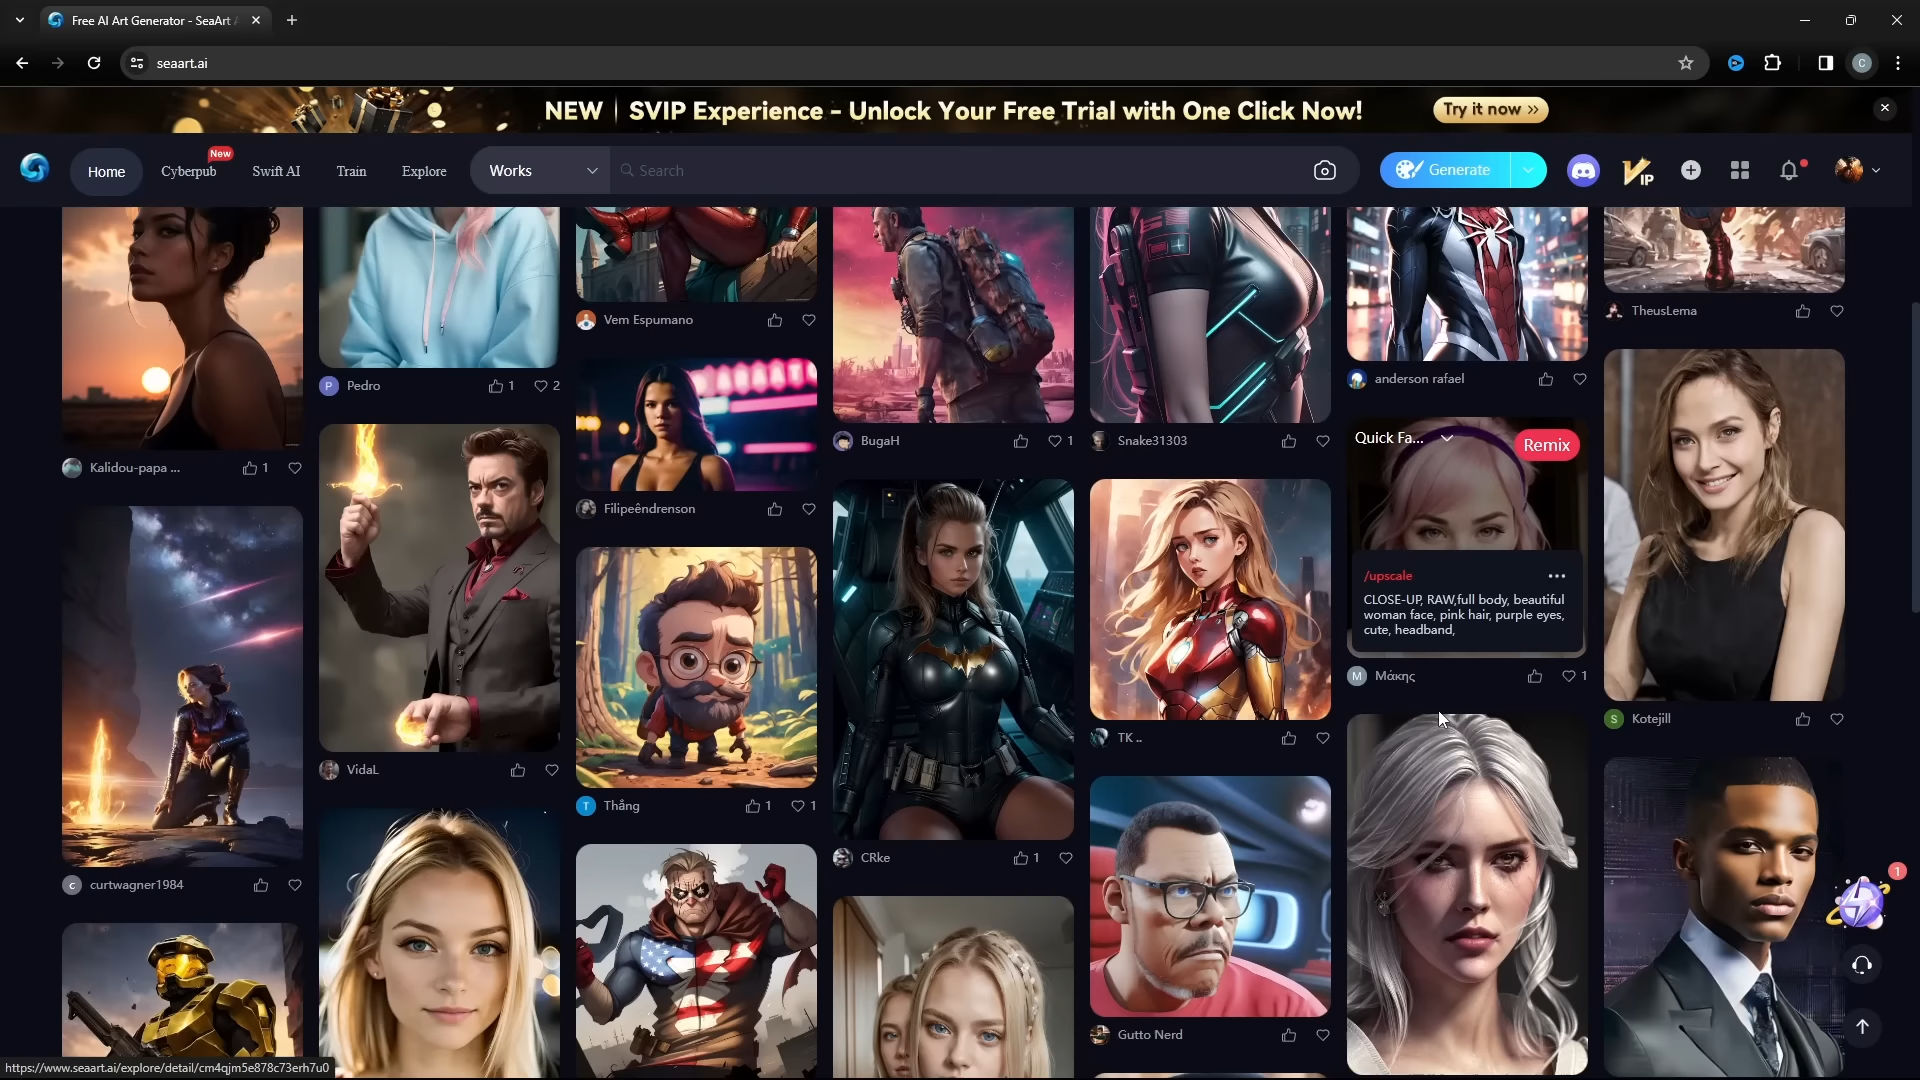 Free AI Art Generator - SeaArt A
seaart.ai
C
NEW | SVIP Experience - Unlock Your Free Trial with One Click Now!
Try it now >>
Home
Cyberpub
New
Swift AI
Train
Explore
Works
Search
Generate
VIP
Vem Espumano
TheusLema
P Pedro 1 2
anderson rafael
BugaH 1
Snake31303
Quick Fa...
Remix
Kalidou-papa ... 1
Filipeêndrenson
/upscale
CLOSE-UP, RAW,full body, beautiful
woman face, pink hair, purple eyes,
cute, headband,
M Μάκης 1
S Kotejill
TK ..
VidaL
T Thắng 1 1
CRke 1
c curtwagner1984
1
Gutto Nerd
https://www.seaart.ai/explore/detail/cm4qjm5e878c73erh7u0